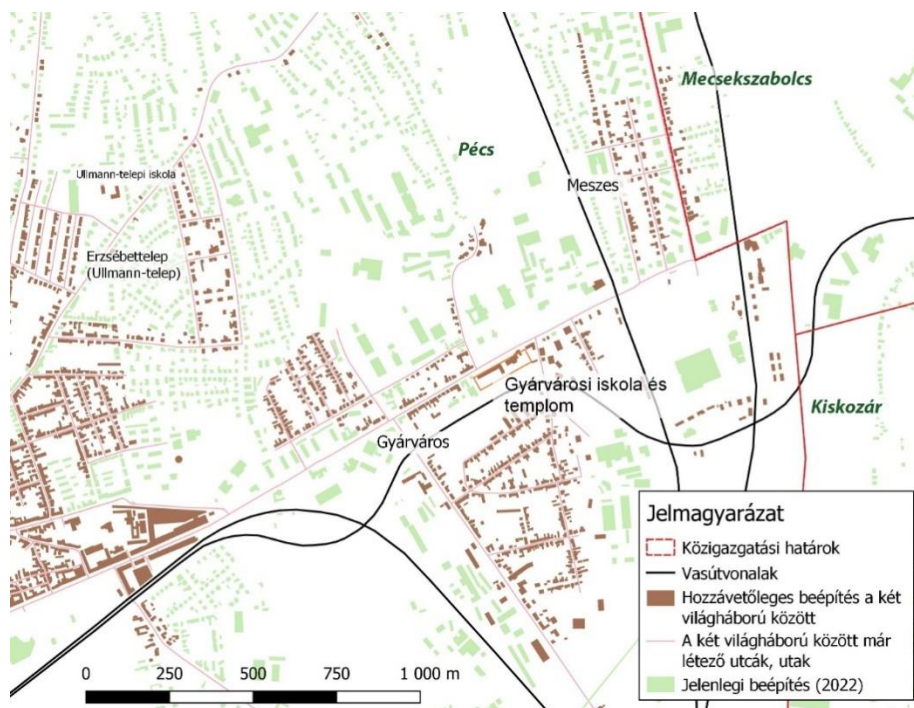 Mecsekszabolcs
Pécs
Ullmann-telepi iskola
Meszes
Erzsébettelep
(Ullmann-telep)
Gyárvárosi iskola és
templom
Kiskozár
Gyárváros
Jelmagyarázat
Közigazgatási határok
Vasútvonalak
Hozzávetőleges beépítés a két
világháború között
A két világháború között már
létező utcák, utak
Jelenlegi beépítés (2022)
0 250 500 750 1 000 m